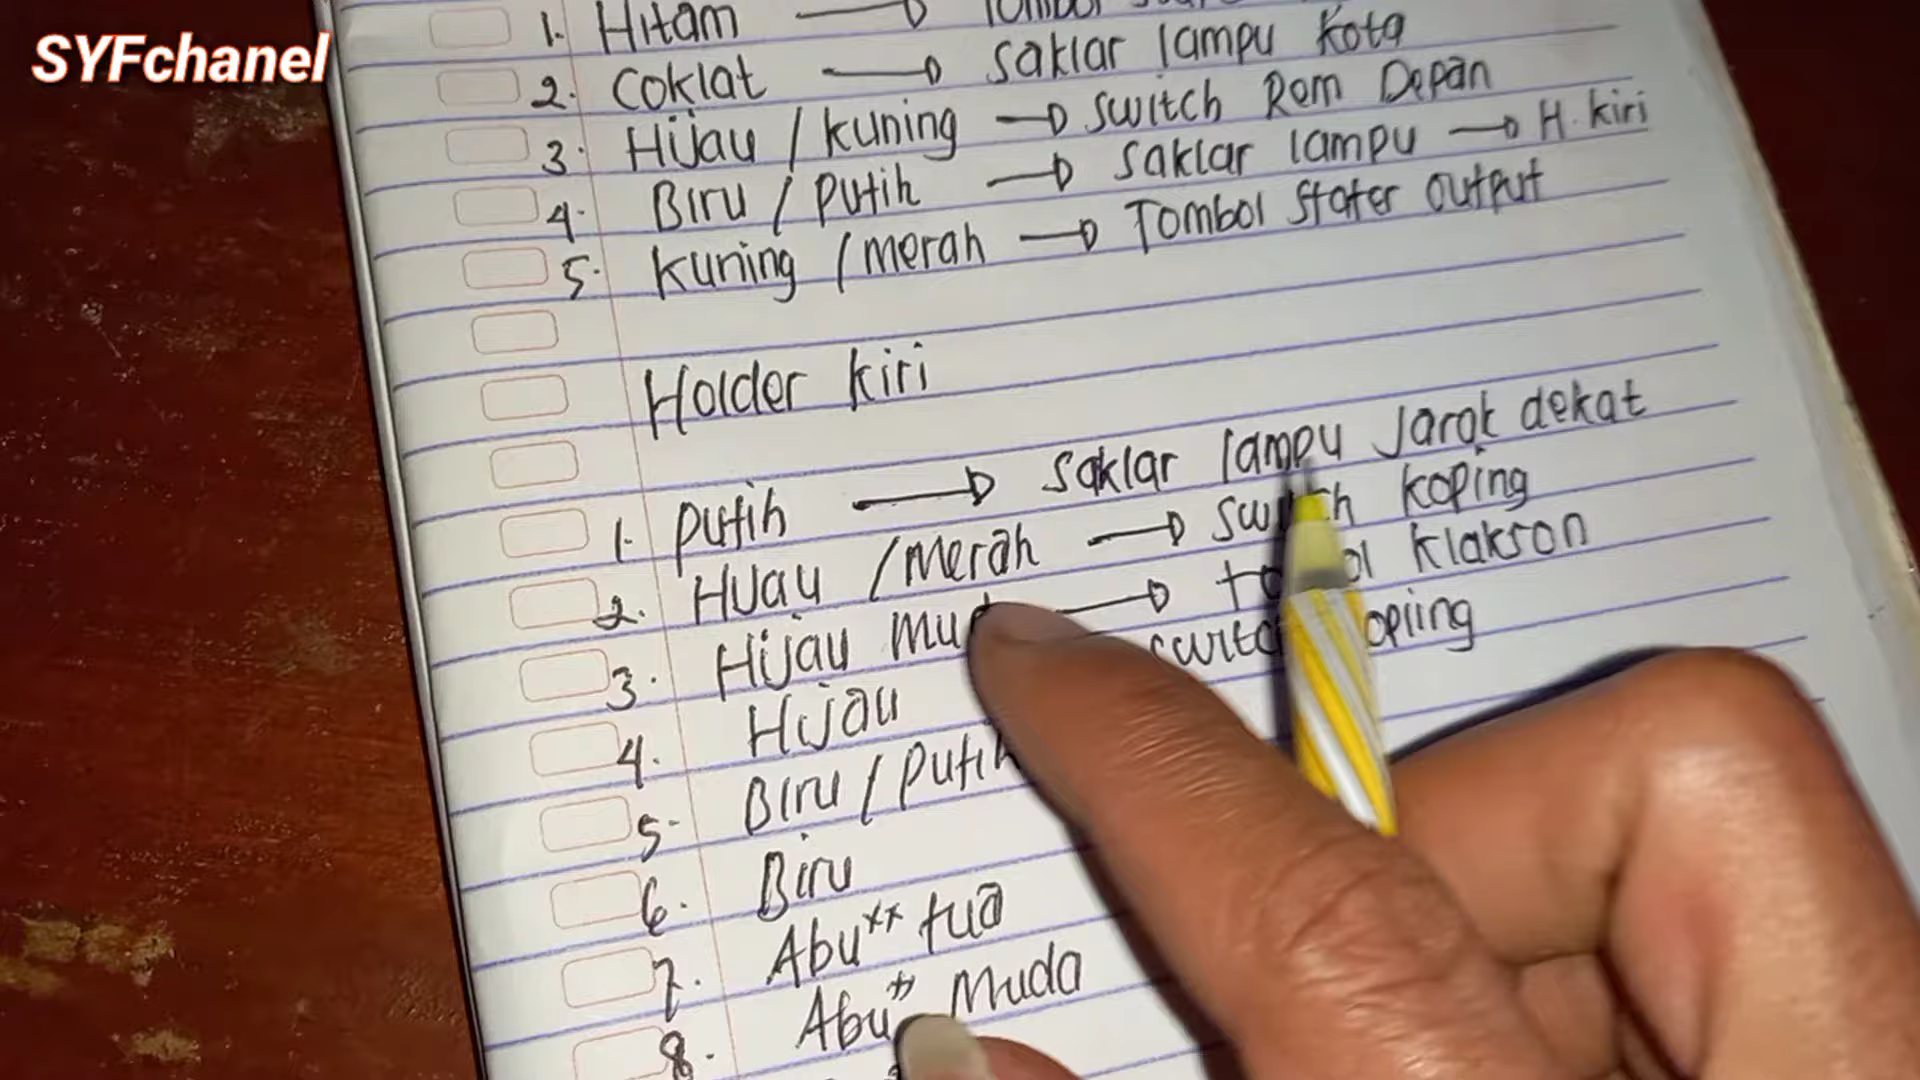 SYFchanel
1. Hitam → Tombol
2. Coklat → saklar lampu kota
3. Hijau / kuning → switch Rem Depan
4. Biru / putih → saklar lampu → H. kiri
5. kuning / merah → Tombol Stater output
Holder kiri
1. putih → saklar lampu Jarak dekat
2. Hijau / merah → switch koping
3. Hijau → klakson
4. Hijau
5. Biru / putih
6. Biru
7. Abu** tua
8. Abu** Muda